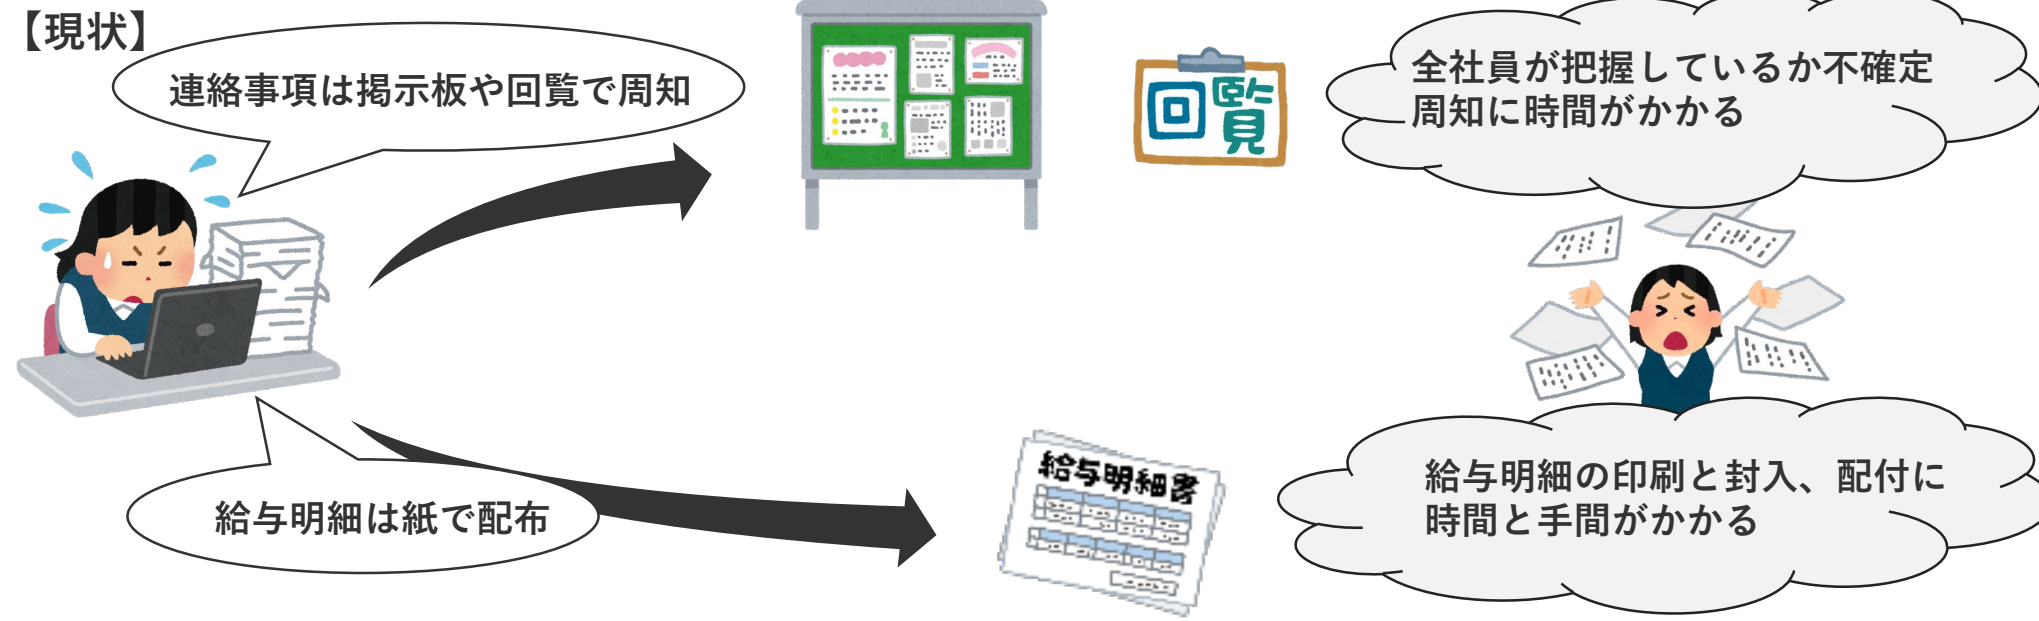 【現状】
連絡事項は掲示板や回覧で周知
回覧
全社員が把握しているか不確定
周知に時間がかかる
給与明細書
給与明細は紙で配布
給与明細の印刷と封入、配付に
時間と手間がかかる